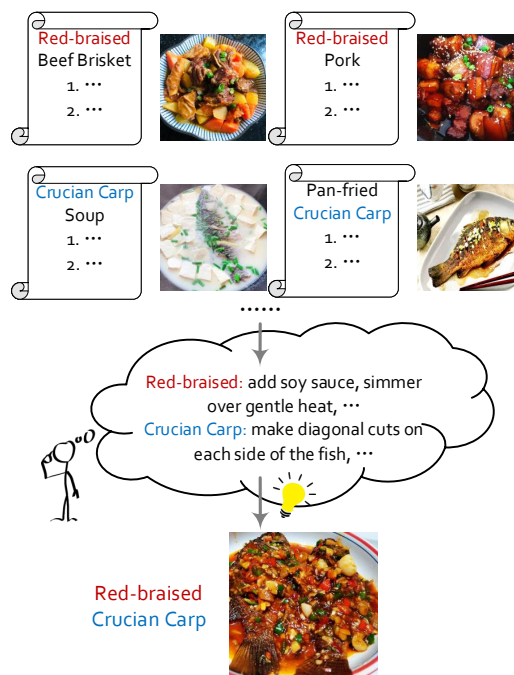 Red-braised
Beef Brisket
1. ...
2. ...
Red-braised
Pork
1. ...
2. ...
Crucian Carp
Soup
1. ...
2. ...
Pan-fried
Crucian Carp
1. ...
2. ...
......
Red-braised: add soy sauce, simmer
over gentle heat, ...
Crucian Carp: make diagonal cuts on
each side of the fish, ...
Red-braised
Crucian Carp